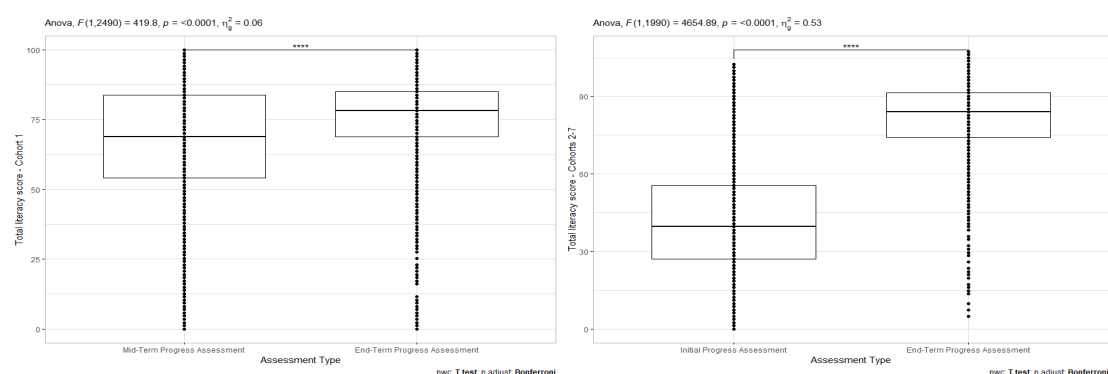 Anova, F(1,2490) = 419.8, p = <0.0001, η²g = 0.06
****
100
75
50
25
0
Total literacy score - Cohort 1
Mid-Term Progress Assessment
End-Term Progress Assessment
Assessment Type
pwc: T test; p.adjust: Bonferroni
Anova, F(1,1990) = 4654.89, p = <0.0001, η²g = 0.53
****
90
60
30
0
Total literacy score - Cohorts 2-7
Initial Progress Assessment
End-Term Progress Assessment
Assessment Type
pwc: T test; p.adjust: Bonferroni